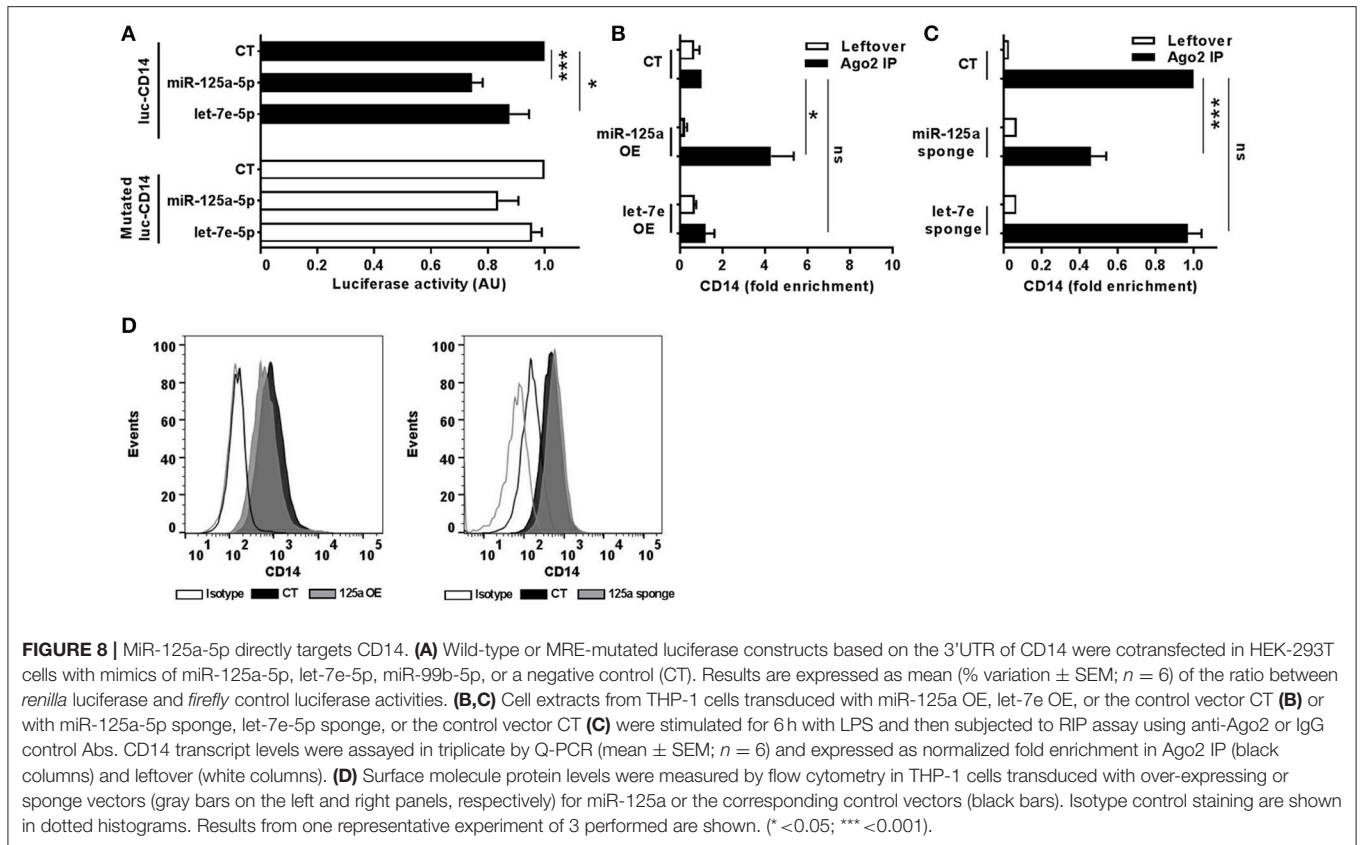 A
luc-CD14
CT
miR-125a-5p
let-7e-5p
***
*
Mutated
luc-CD14
CT
miR-125a-5p
let-7e-5p
0 0.2 0.4 0.6 0.8 1.0
Luciferase activity (AU)
B
Leftover
Ago2 IP
CT
miR-125a
OE
let-7e
OE
*
ns
0 2 4 6 8 10
CD14 (fold enrichment)
C
Leftover
Ago2 IP
CT
miR-125a
sponge
let-7e
sponge
***
ns
0 0.2 0.4 0.6 0.8 1.0
CD14 (fold enrichment)
D
Events
100
80
60
40
20
0
10¹ 10² 10³ 10⁴ 10⁵
CD14
Isotype CT 125a OE
Events
100
80
60
40
20
0
10¹ 10² 10³ 10⁴ 10⁵
CD14
Isotype CT 125a sponge
FIGURE 8 | MiR-125a-5p directly targets CD14. (A) Wild-type or MRE-mutated luciferase constructs based on the 3'UTR of CD14 were cotransfected in HEK-293T
cells with mimics of miR-125a-5p, let-7e-5p, miR-99b-5p, or a negative control (CT). Results are expressed as mean (% variation ± SEM; n = 6) of the ratio between
renilla luciferase and firefly control luciferase activities. (B,C) Cell extracts from THP-1 cells transduced with miR-125a OE, let-7e OE, or the control vector CT (B) or
with miR-125a-5p sponge, let-7e-5p sponge, or the control vector CT (C) were stimulated for 6 h with LPS and then subjected to RIP assay using anti-Ago2 or IgG
control Abs. CD14 transcript levels were assayed in triplicate by Q-PCR (mean ± SEM; n = 6) and expressed as normalized fold enrichment in Ago2 IP (black
columns) and leftover (white columns). (D) Surface molecule protein levels were measured by flow cytometry in THP-1 cells transduced with over-expressing or
sponge vectors (gray bars on the left and right panels, respectively) for miR-125a or the corresponding control vectors (black bars). Isotype control staining are shown
in dotted histograms. Results from one representative experiment of 3 performed are shown. (* <0.05; *** <0.001).